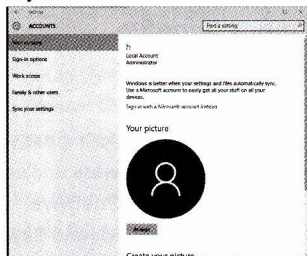 Settings
ACCOUNTS
Find a setting
Your account
Sign-in options
Work access
Family & other users
Sync your settings
h
Local Account
Administrator
Windows is better when your settings and files automatically sync.
Use a Microsoft account to easily get all your stuff on all your
devices.
Sign in with a Microsoft account instead
Your picture
Browse
Create your picture